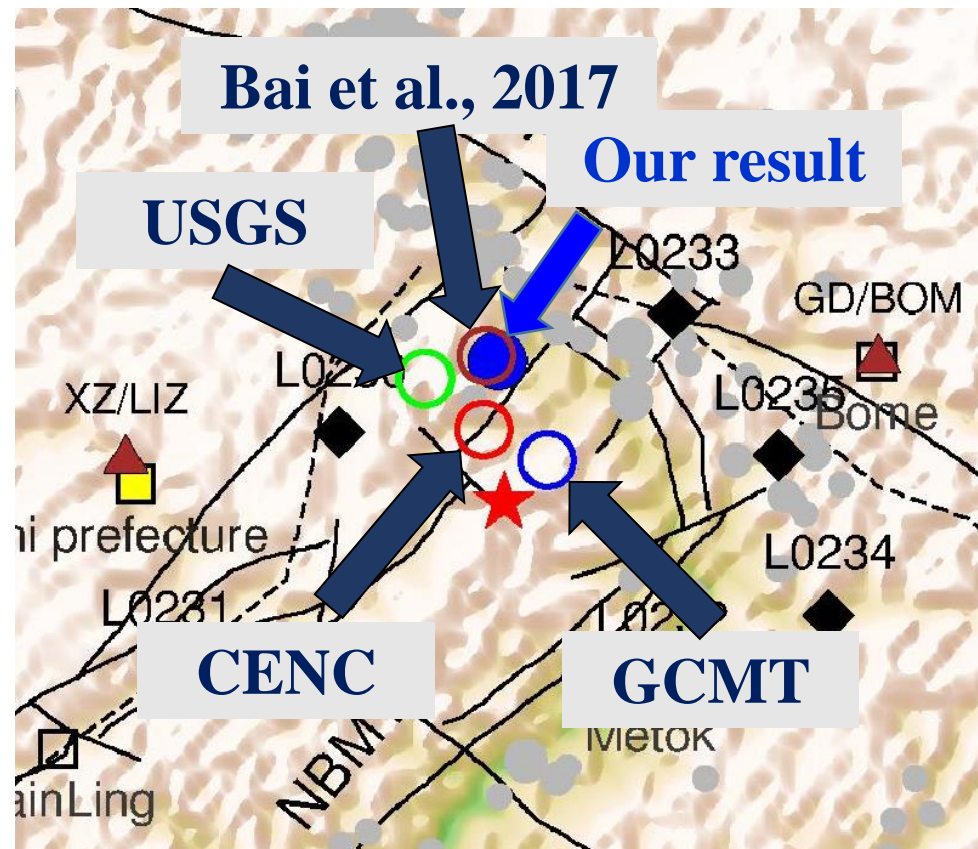 Bai et al., 2017
Our result
USGS
L0233
GD/BOM
XZ/LIZ
L0235
Bome
ni prefecture
L0234
L0231
CENC
GCMT
Metok
NBM
ainLing